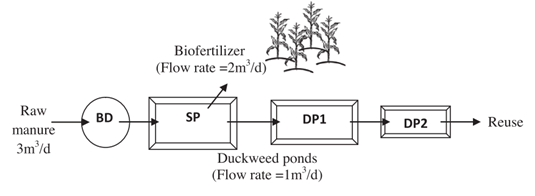 Biofertilizer
(Flow rate =2m³/d)
Raw
manure
3m³/d
BD
SP
DP1
DP2
Reuse
Duckweed ponds
(Flow rate =1m³/d)